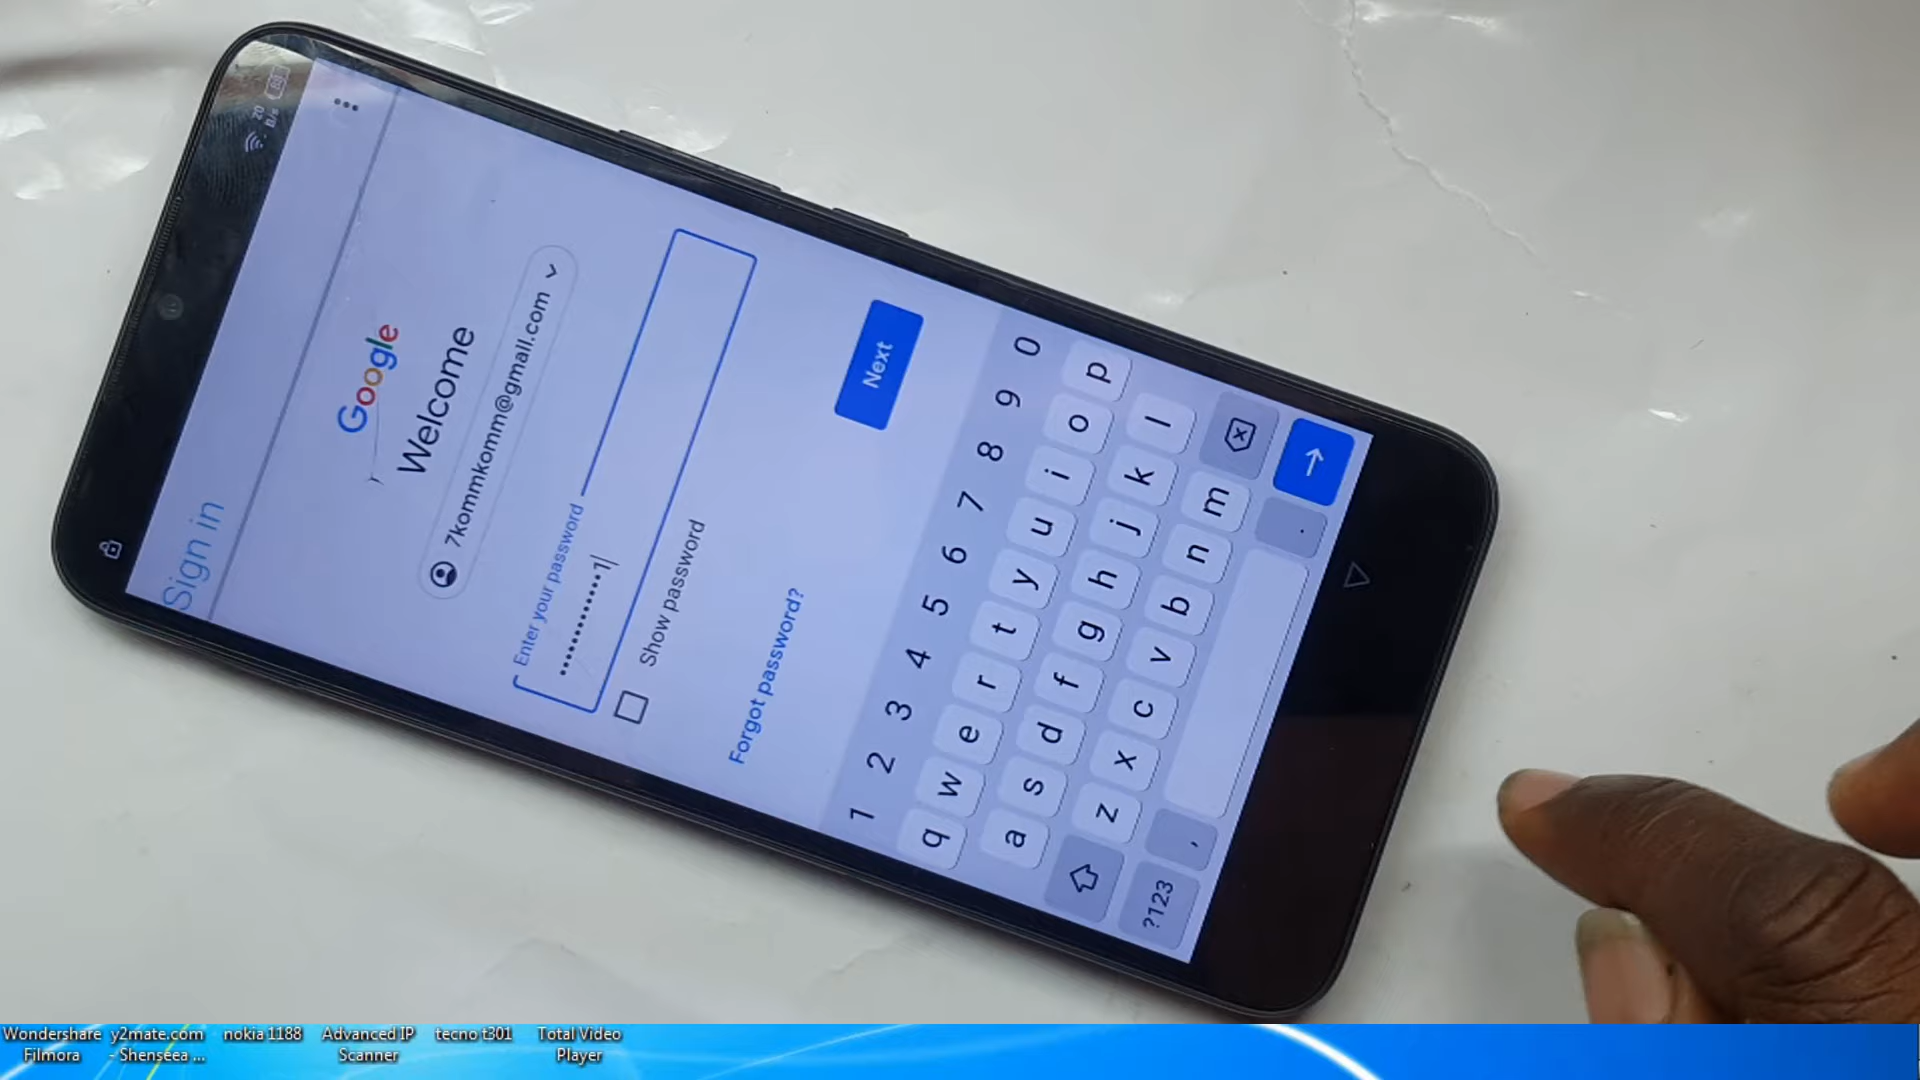 20
B/s
Sign in
Google
Welcome
7kommkomm@gmail.com
Enter your password
••••••••••••1
Show password
Forgot password?
Next
1 2 3 4 5 6 7 8 9 0
q w e r t y u i o p
a s d f g h j k l
z x c v b n m
?123 , .
Wondershare Filmora
y2mate.com - Shenseea ...
nokia 1188
Advanced IP Scanner
tecno t301
Total Video Player